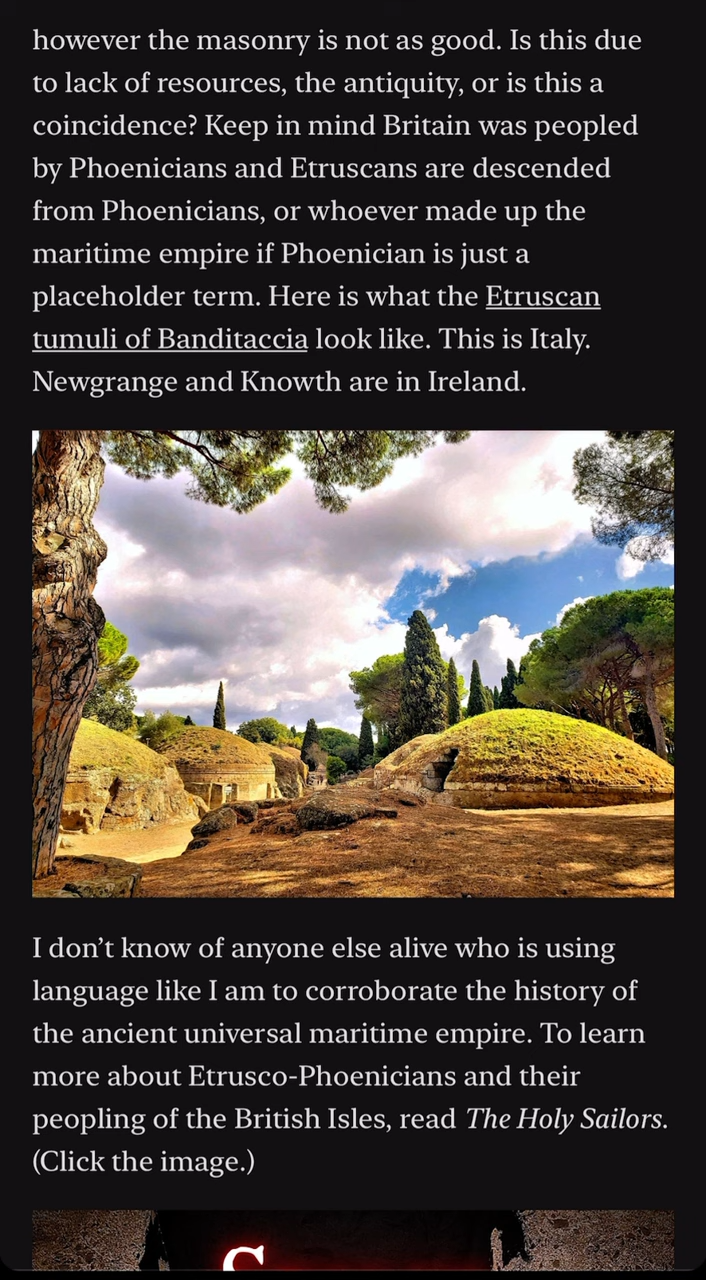 however the masonry is not as good. Is this due
to lack of resources, the antiquity, or is this a
coincidence? Keep in mind Britain was peopled
by Phoenicians and Etruscans are descended
from Phoenicians, or whoever made up the
maritime empire if Phoenician is just a
placeholder term. Here is what the Etruscan
tumuli of Banditaccia look like. This is Italy.
Newgrange and Knowth are in Ireland.
I don’t know of anyone else alive who is using
language like I am to corroborate the history of
the ancient universal maritime empire. To learn
more about Etrusco-Phoenicians and their
peopling of the British Isles, read The Holy Sailors.
(Click the image.)